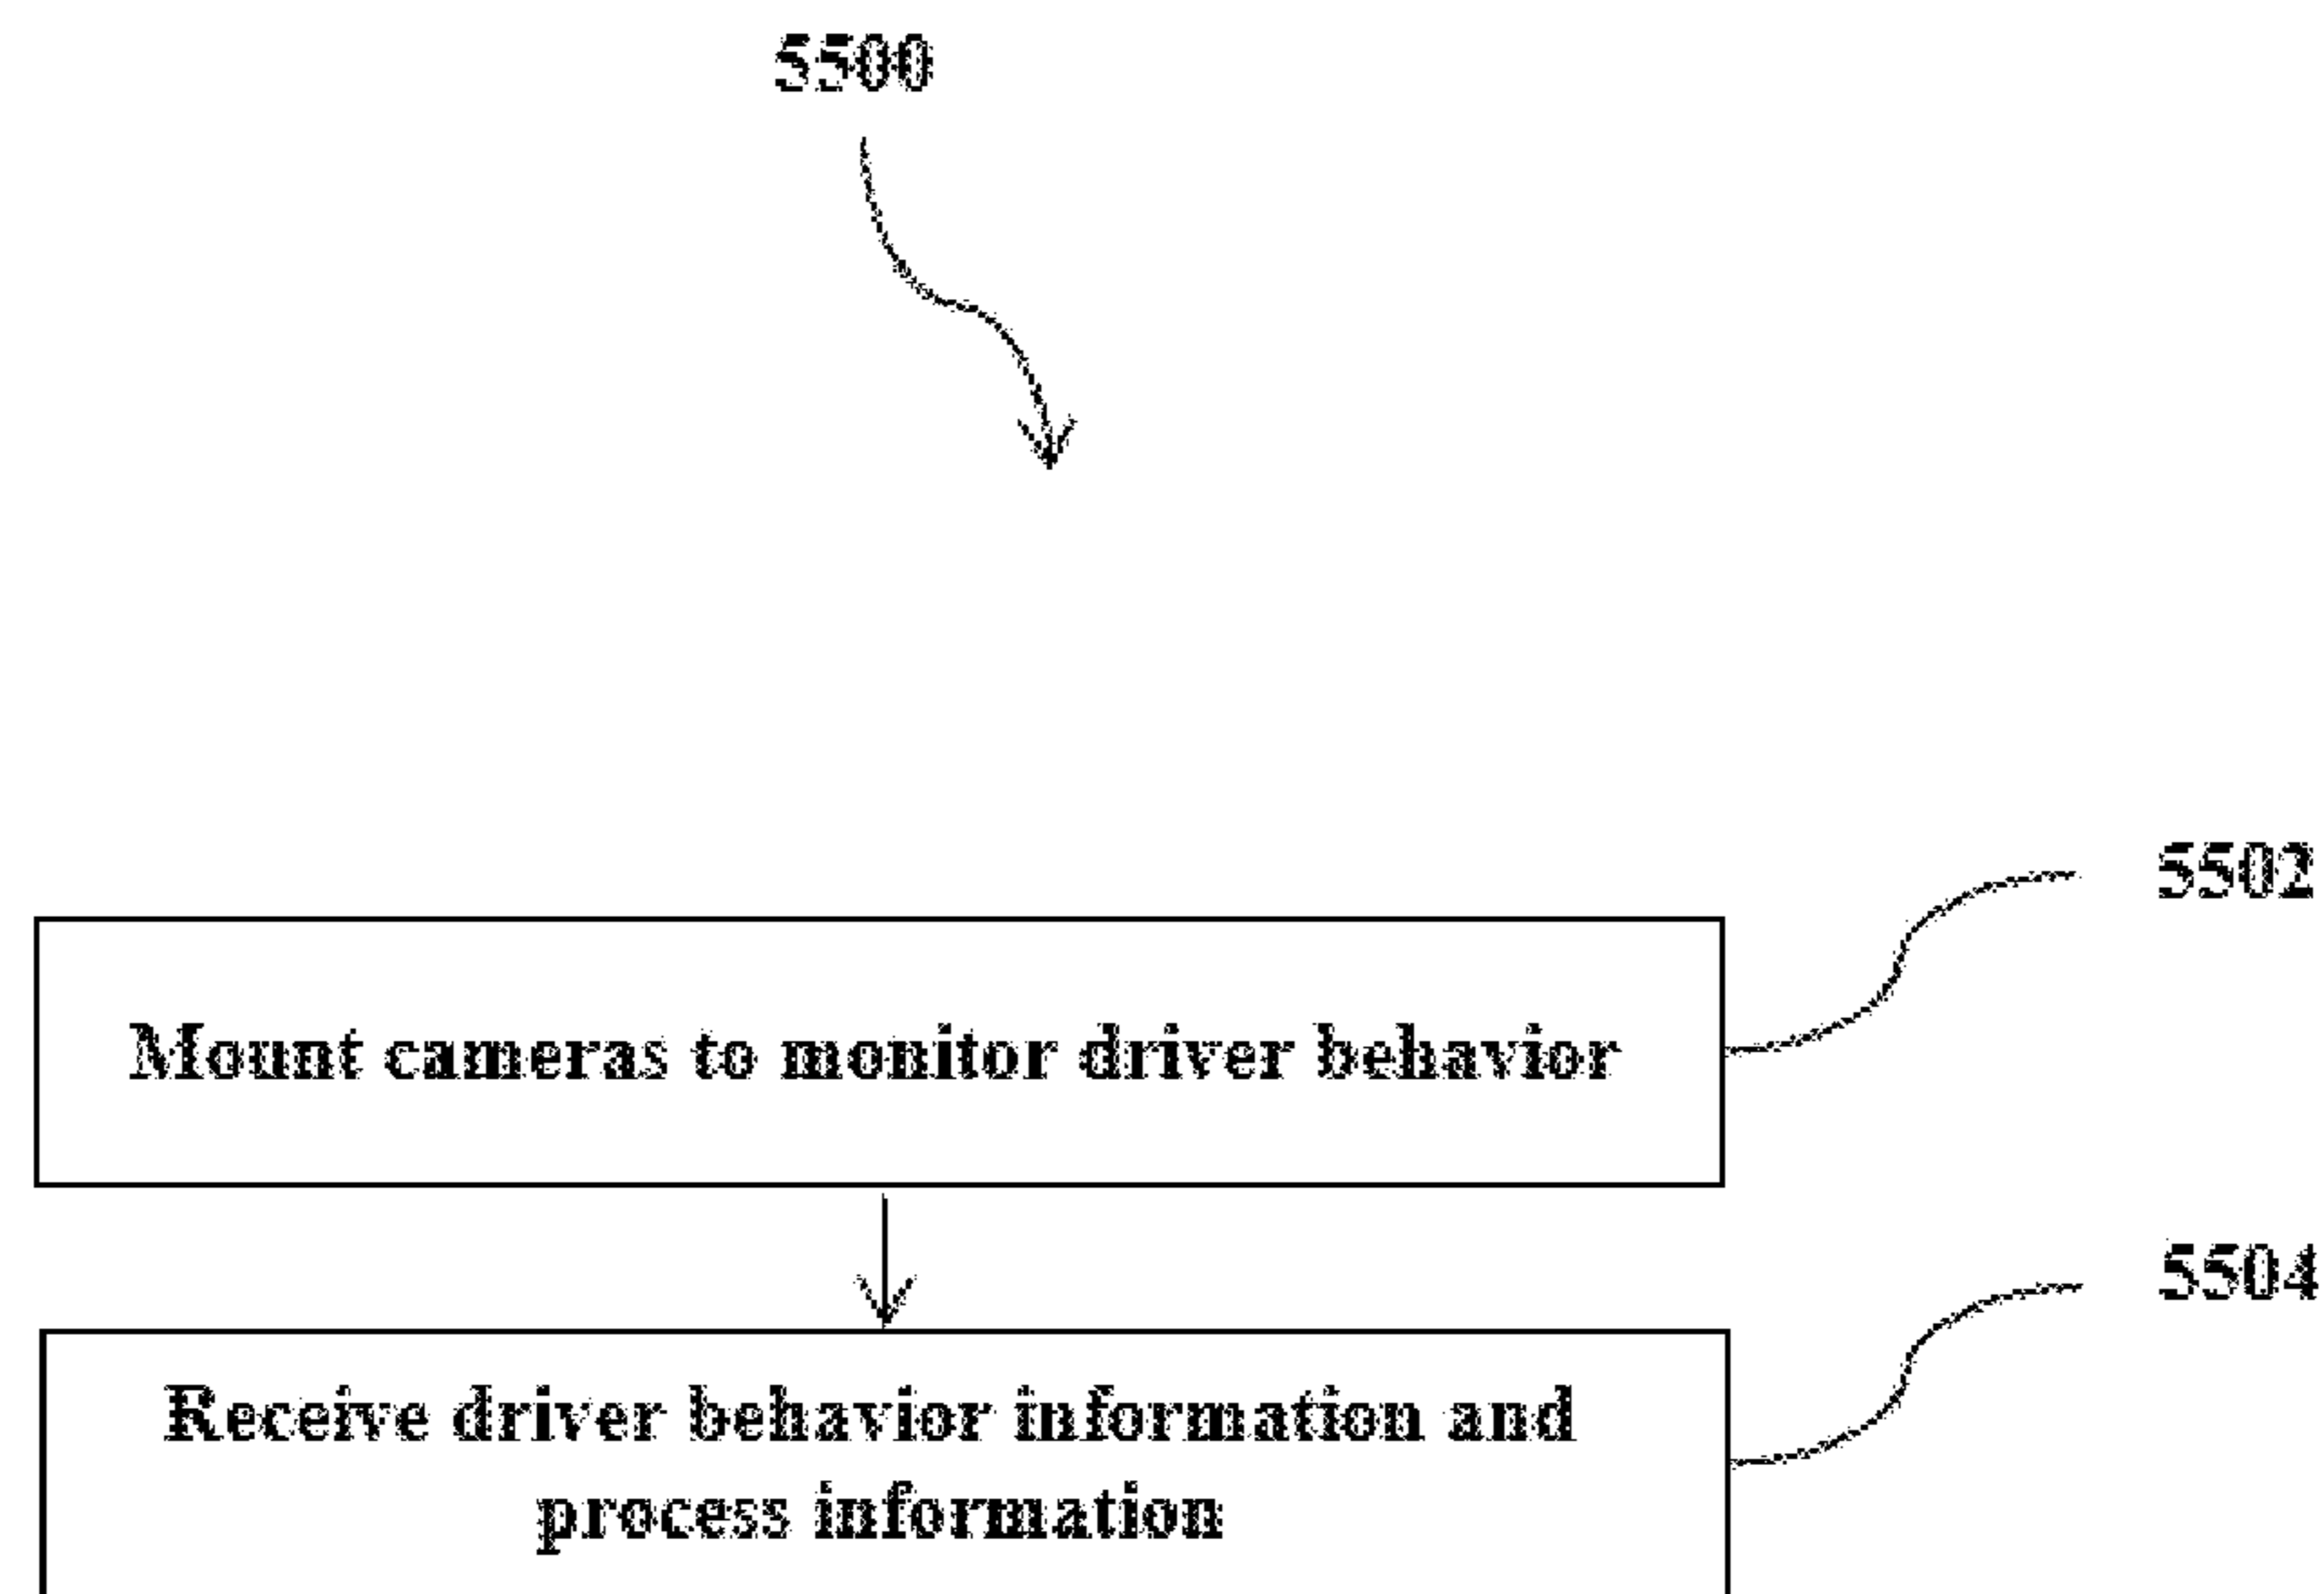 5500
5502
Mount cameras to monitor driver behavior
5504
Receive driver behavior information and
process information